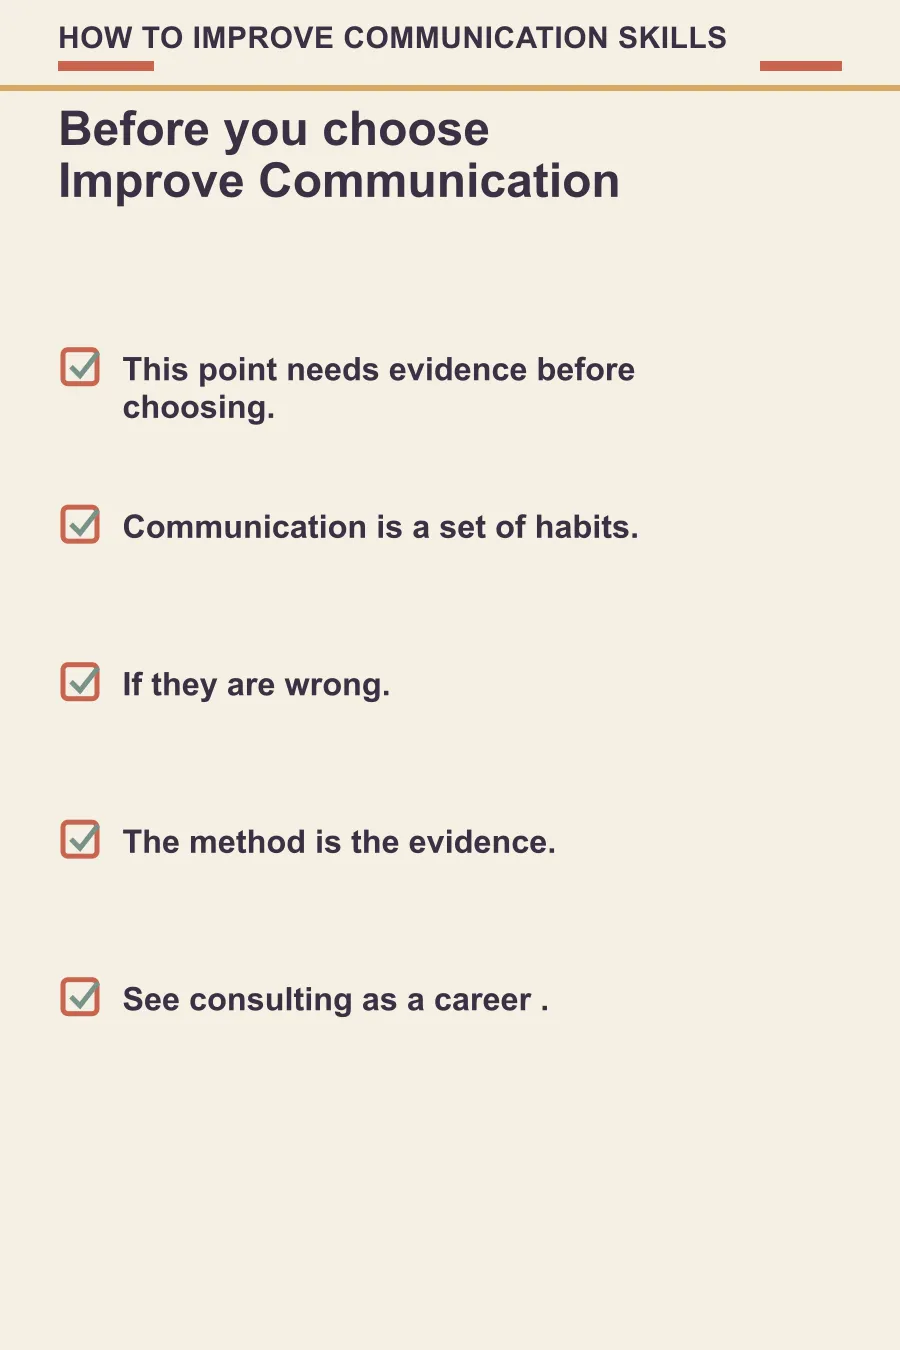 HOW TO IMPROVE COMMUNICATION SKILLS
Before you choose
Improve Communication
This point needs evidence before
choosing.
Communication is a set of habits.
If they are wrong.
The method is the evidence.
See consulting as a career .